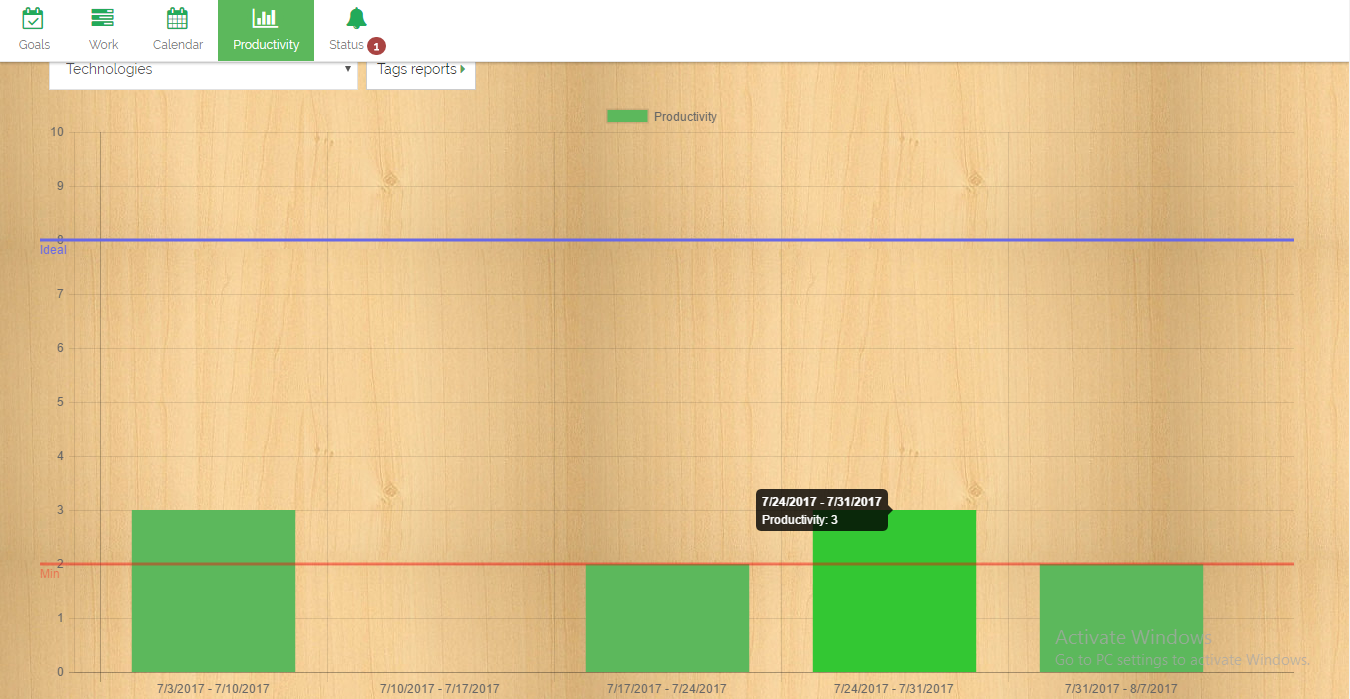 Goals Work Calendar Productivity Status 1
Technologies ▾ Tags reports
Productivity
10
9
8
Ideal
7
6
5
4
3
7/24/2017 - 7/31/2017
Productivity: 3
2
Min
1
Activate Windows
Go to PC settings to activate Windows.
0
7/3/2017 - 7/10/2017 7/10/2017 - 7/17/2017 7/17/2017 - 7/24/2017 7/24/2017 - 7/31/2017 7/31/2017 - 8/7/2017